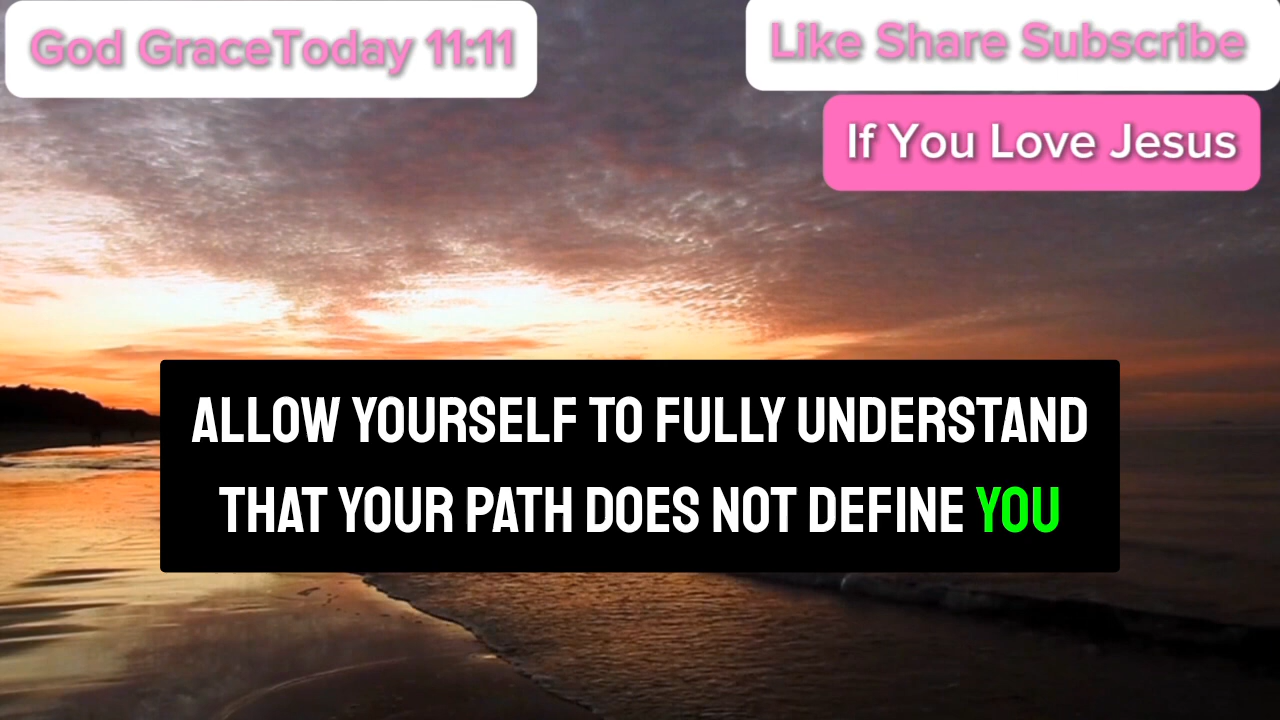 God GraceToday 11:11
Like Share Subscribe
If You Love Jesus
ALLOW YOURSELF TO FULLY UNDERSTAND
THAT YOUR PATH DOES NOT DEFINE YOU